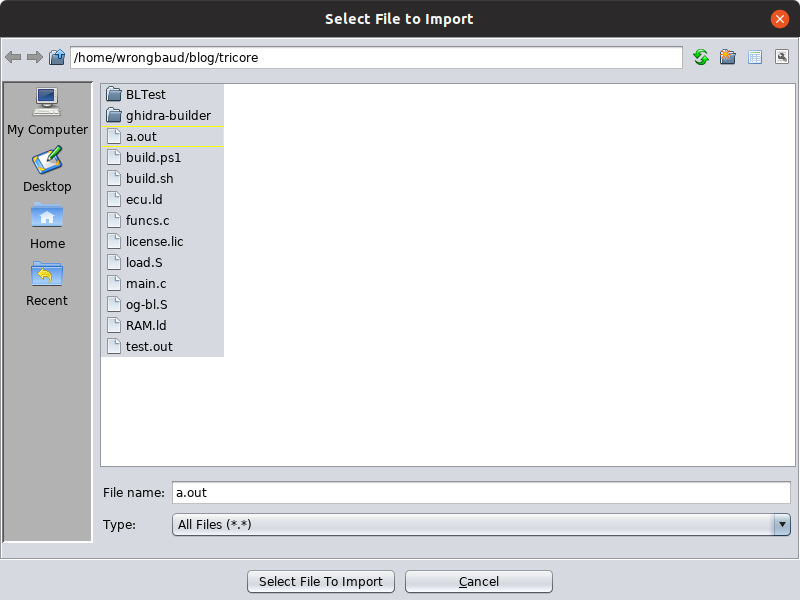 Select File to Import
/home/wrongbaud/blog/tricore
My Computer
Desktop
Home
Recent
BLTest
ghidra-builder
a.out
build.ps1
build.sh
ecu.ld
funcs.c
license.lic
load.S
main.c
og-bl.S
RAM.ld
test.out
File name: a.out
Type: All Files (*.*)
Select File To Import Cancel